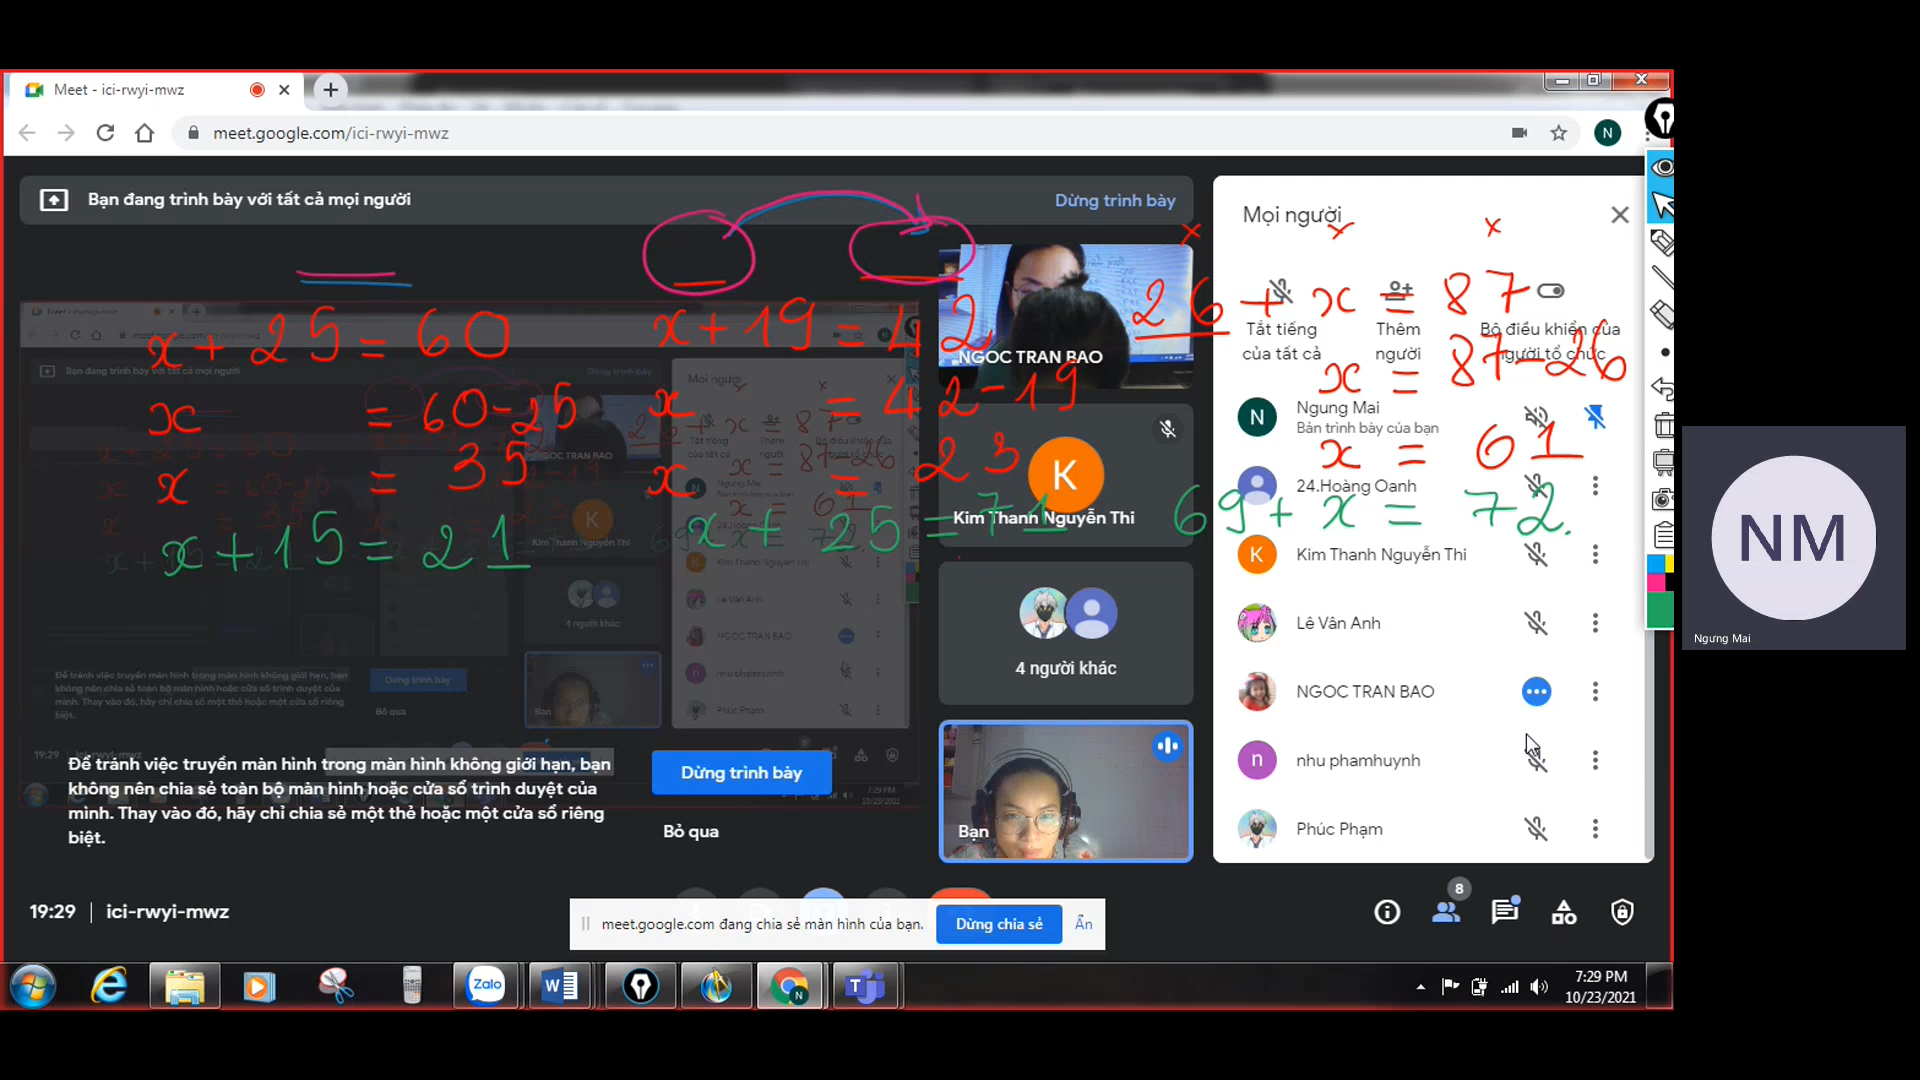 Meet - ici-rwyi-mwz
meet.google.com/ici-rwyi-mwz
N
Bạn đang trình bày với tất cả mọi người
Dừng trình bày
Mọi người
x + 25 = 60
x = 60-25
x = 35
x+19 = 42
x = 42-19
x = 23
26 + x = 87
x = 87-26
x = 61
x+15 = 21
x + 25 = 71
69 + x = 72.
NGOC TRAN BAO
K
Kim Thanh Nguyễn Thi
4 người khác
Bạn
Tắt tiếng
của tất cả
Thêm
người
Bộ điều khiển của
người tổ chức
N
Ngung Mai
Bản trình bày của bạn
24.Hoàng Oanh
K
Kim Thanh Nguyễn Thi
Lê Vân Anh
NGOC TRAN BAO
n
nhu phamhuynh
Phúc Phạm
Để tránh việc truyền màn hình trong màn hình không giới hạn, bạn
không nên chia sẻ toàn bộ màn hình hoặc cửa sổ trình duyệt của
mình. Thay vào đó, hãy chỉ chia sẻ một thẻ hoặc một cửa sổ riêng
biệt.
Dừng trình bày
Bỏ qua
19:29 | ici-rwyi-mwz
8
meet.google.com đang chia sẻ màn hình của bạn.
Dừng chia sẻ
Ẩn
Zalo
W
N
T
7:29 PM
10/23/2021
NM
Ngưng Mai